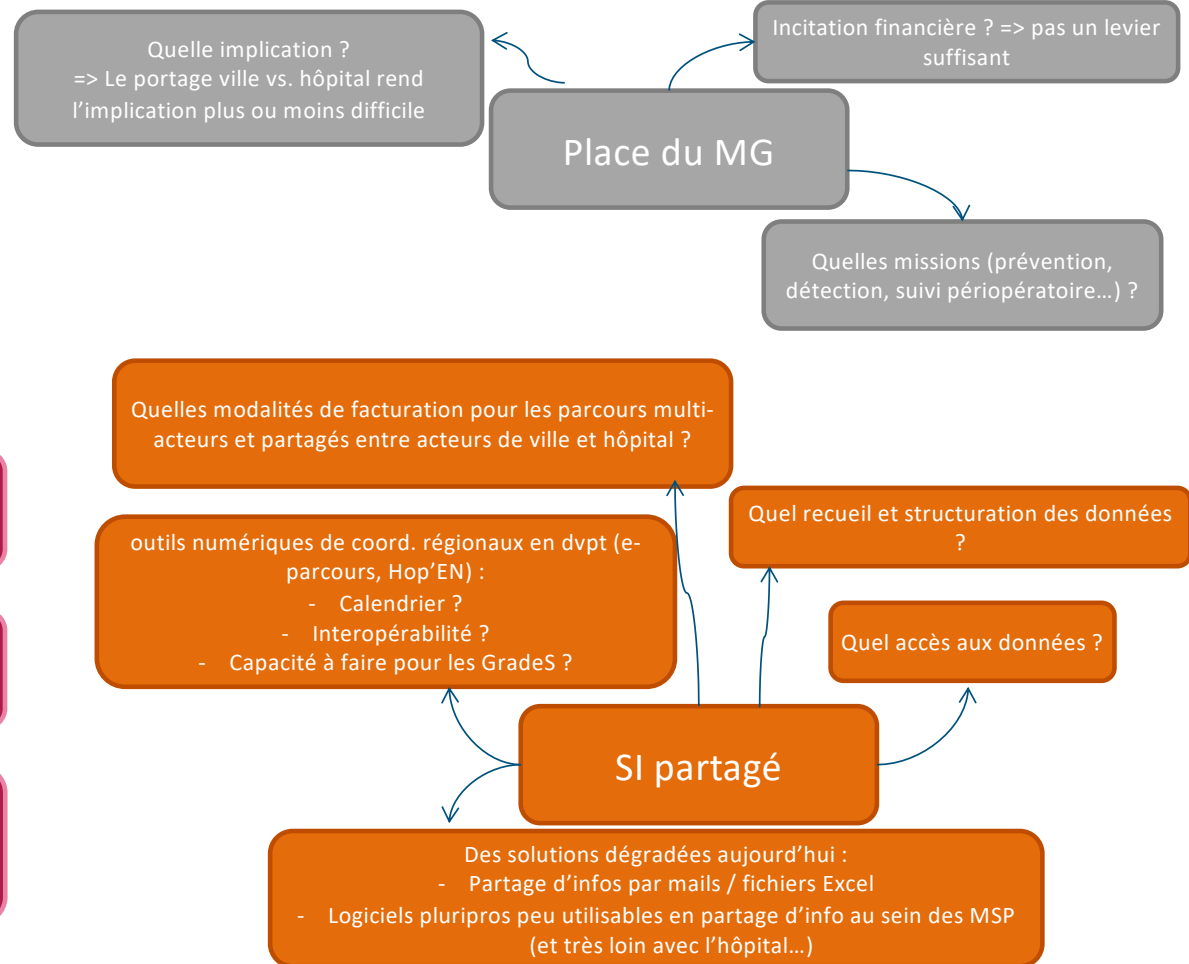 Quelle implication ?
=> Le portage ville vs. hôpital rend
l’implication plus ou moins difficile
Incitation financière ? => pas un levier
suffisant
Place du MG
Quelles missions (prévention,
détection, suivi périopératoire…) ?
Quelles modalités de facturation pour les parcours multi-
acteurs et partagés entre acteurs de ville et hôpital ?
outils numériques de coord. régionaux en dvpt (e-
parcours, Hop’EN) :
- Calendrier ?
- Interopérabilité ?
- Capacité à faire pour les GradeS ?
Quel recueil et structuration des données
?
Quel accès aux données ?
SI partagé
Des solutions dégradées aujourd’hui :
- Partage d’infos par mails / fichiers Excel
- Logiciels pluripros peu utilisables en partage d’info au sein des MSP
(et très loin avec l’hôpital…)